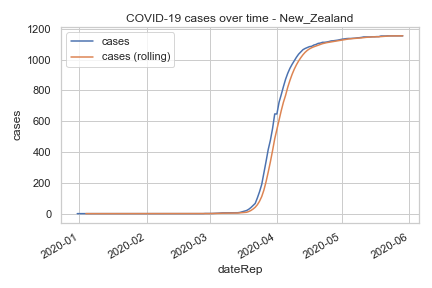 COVID-19 cases over time - New_Zealand
cases
cases (rolling)
1200
1000
800
600
400
200
0
cases
2020-01
2020-02
2020-03
2020-04
2020-05
2020-06
dateRep